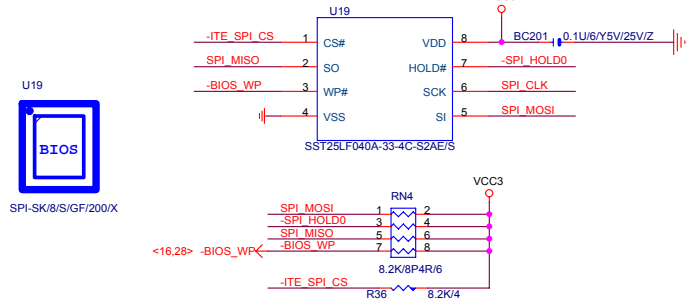 U19
-ITE_SPI_CS 1 CS# VDD 8 BC201 0.1U/6/Y5V/25V/Z
SPI_MISO 2 SO HOLD# 7 -SPI_HOLD0
-BIOS_WP 3 WP# SCK 6 SPI_CLK
4 VSS SI 5 SPI_MOSI
SST25LF040A-33-4C-S2AE/S
U19
BIOS
SPI-SK/8/S/GF/200/X
VCC3
RN4
SPI_MOSI 1 2
-SPI_HOLD0 3 4
SPI_MISO 5 6
<16,28> -BIOS_WP -BIOS_WP 7 8
8.2K/8P4R/6
-ITE_SPI_CS
R36 8.2K/4